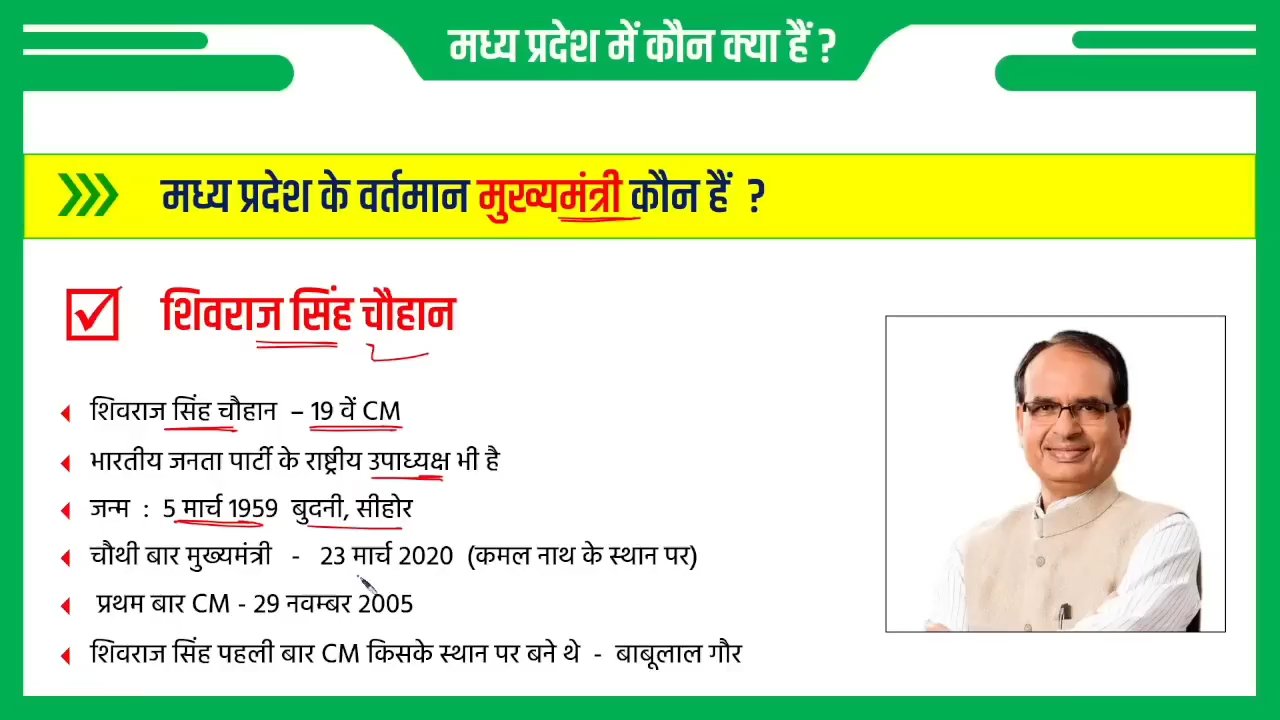 मध्य प्रदेश में कौन क्या हैं ?
मध्य प्रदेश के वर्तमान मुख्यमंत्री कौन हैं ?
शिवराज सिंह चौहान
शिवराज सिंह चौहान – 19 वें CM
भारतीय जनता पार्टी के राष्ट्रीय उपाध्यक्ष भी है
जन्म : 5 मार्च 1959 बुदनी, सीहोर
चौथी बार मुख्यमंत्री - 23 मार्च 2020 (कमल नाथ के स्थान पर)
प्रथम बार CM - 29 नवम्बर 2005
शिवराज सिंह पहली बार CM किसके स्थान पर बने थे - बाबूलाल गौर